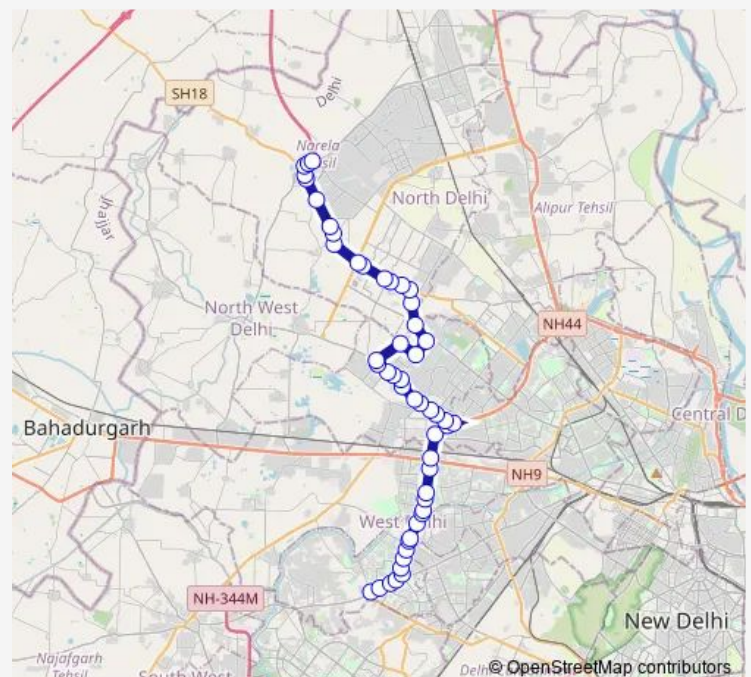 SH18
Delhi
Narela
Tehsil
North Delhi
Alipur Tehsil
Jhajjar
North West
Delhi
NH44
Bahadurgarh
Central D
NH9
West Delhi
NH-344M
New Delhi
Najafgarh
Tehsil
South West
© OpenStreetMap contributors